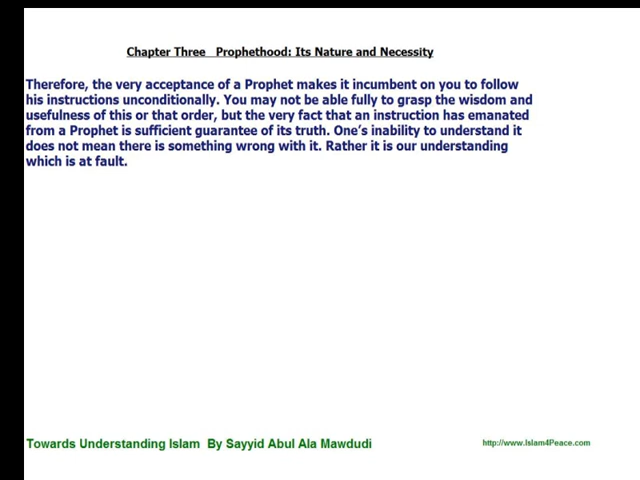 Chapter Three   Prophethood: Its Nature and Necessity
Therefore, the very acceptance of a Prophet makes it incumbent on you to follow
his instructions unconditionally. You may not be able fully to grasp the wisdom and
usefulness of this or that order, but the very fact that an instruction has emanated
from a Prophet is sufficient guarantee of its truth. One's inability to understand it
does not mean there is something wrong with it. Rather it is our understanding
which is at fault.
Towards Understanding Islam  By Sayyid Abul Ala Mawdudi
http://www.Islam4Peace.com